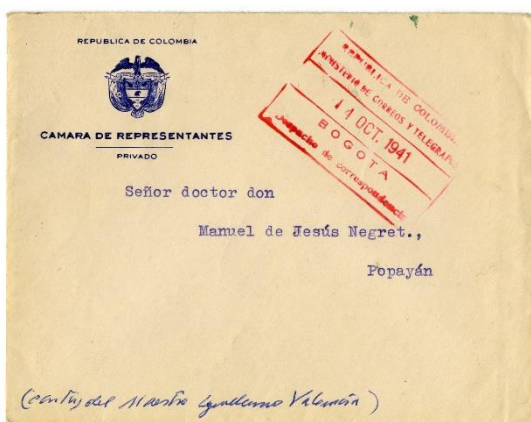 REPUBLICA DE COLOMBIA
CAMARA DE REPRESENTANTES
PRIVADO
REPUBLICA DE COLOMBIA
MINISTERIO DE CORREOS Y TELEGRAFOS
14 OCT. 1941
BOGOTA
Despacho de correspondencia
Señor doctor don
Manuel de Jesús Negret.,
Popayán
del Maestro Guillermo Valencia)